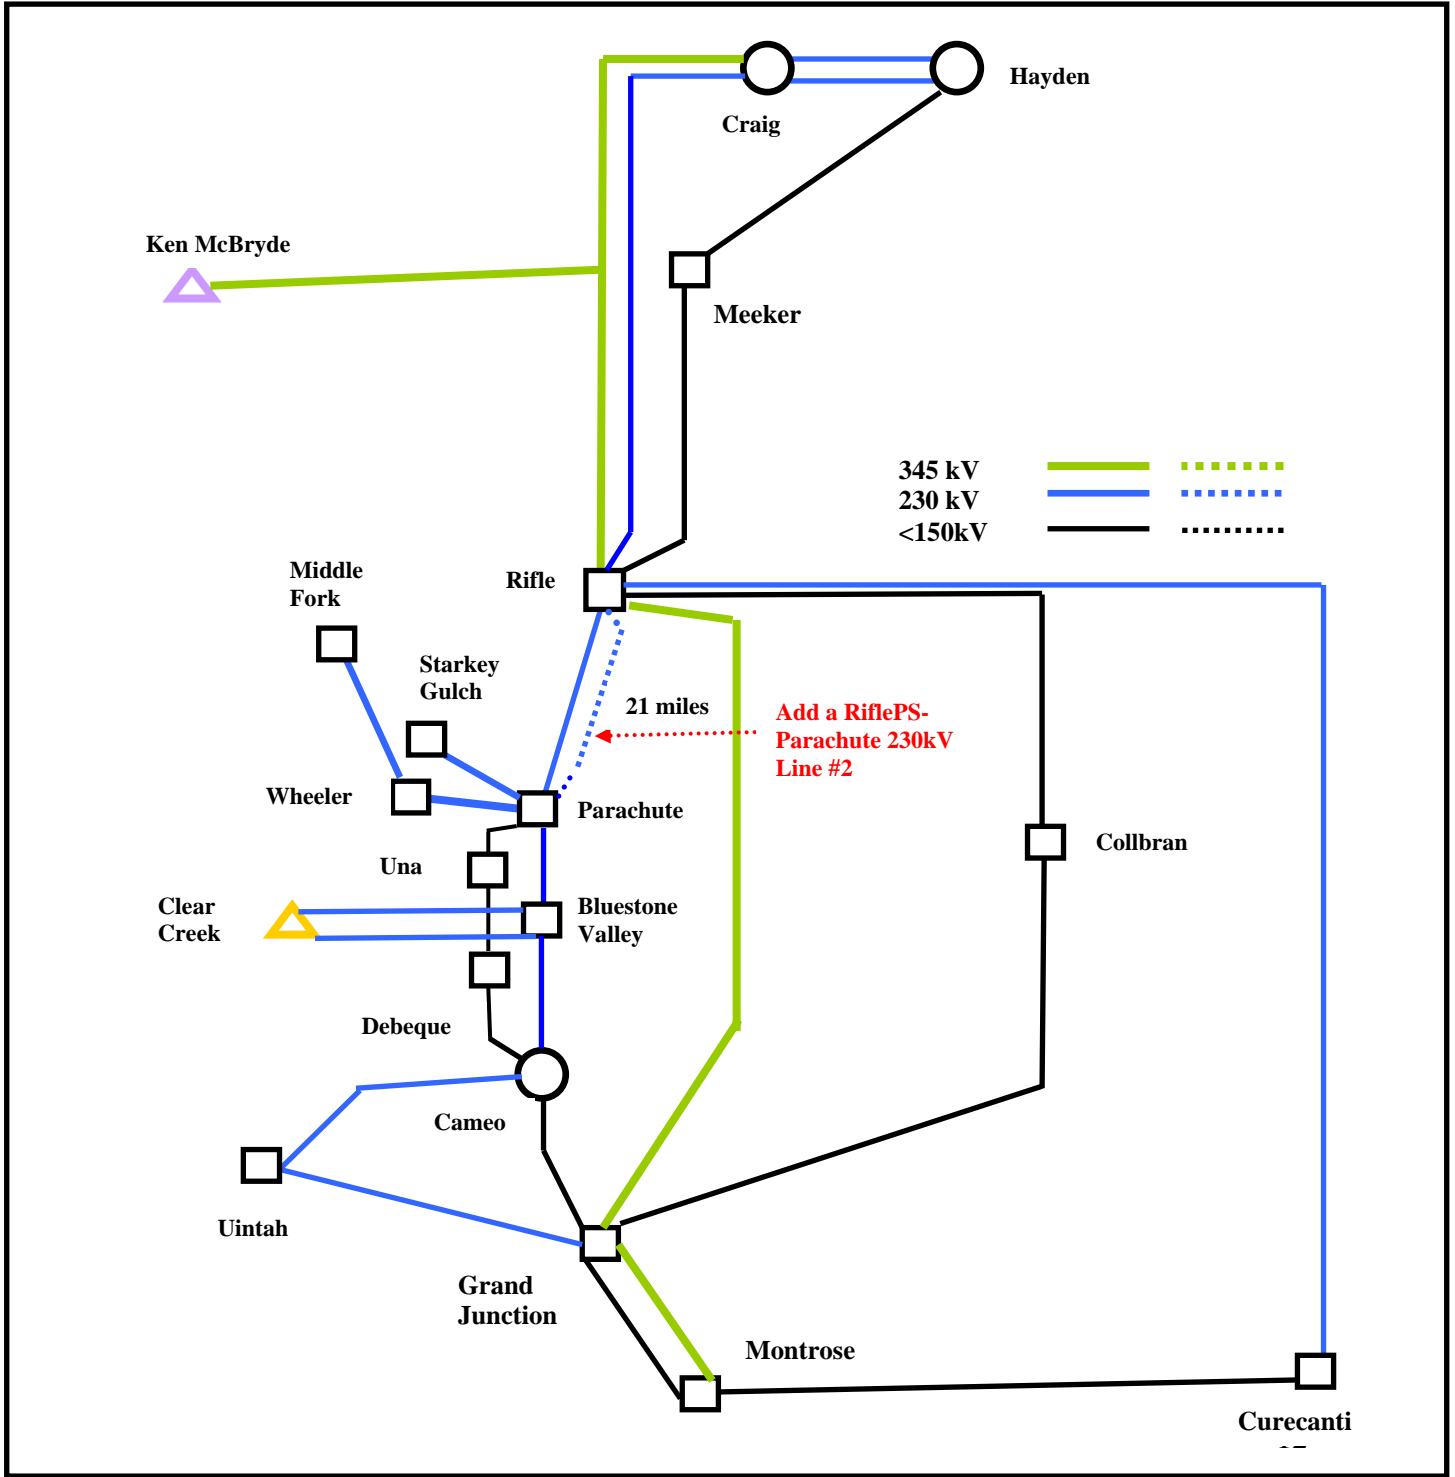 Hayden
Craig
Ken McBryde
Meeker
345 kV
230 kV
<150kV
Middle
Fork
Rifle
Starkey
Gulch
21 miles
Add a RiflePS-
Parachute 230kV
Line #2
Wheeler
Parachute
Una
Collbran
Clear
Creek
Bluestone
Valley
Debeque
Cameo
Uintah
Grand
Junction
Montrose
Curecanti